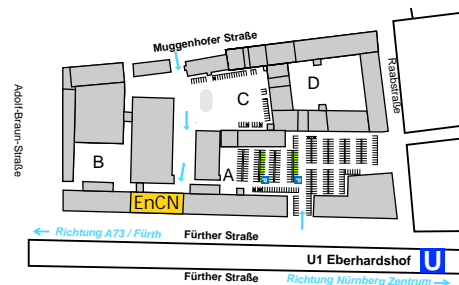 Muggenhofer Straße
Adolf-Braun-Straße
Raabstraße
D
C
B
A
P
P
EnCN
Richtung A73 / Fürth
Fürther Straße
U1 Eberhardshof
U
Fürther Straße
Richtung Nürnberg Zentrum